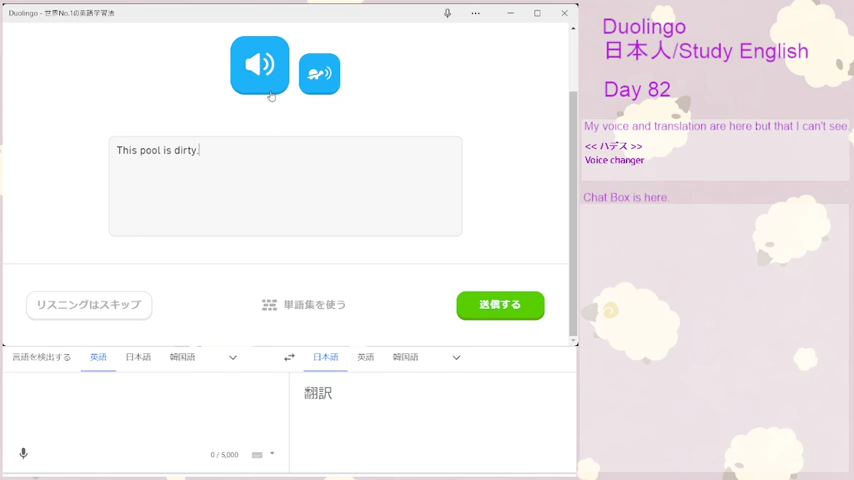 Duolingo - 世界No.1の英語学習法
This pool is dirty.
リスニングはスキップ
単語集を使う
送信する
言語を検出する 英語 日本語 韓国語
日本語 英語 韓国語
翻訳
0 / 5,000
Duolingo
日本人/Study English
Day 82
My voice and translation are here but that I can't see.
<< ハデス >>
Voice changer
Chat Box is here.